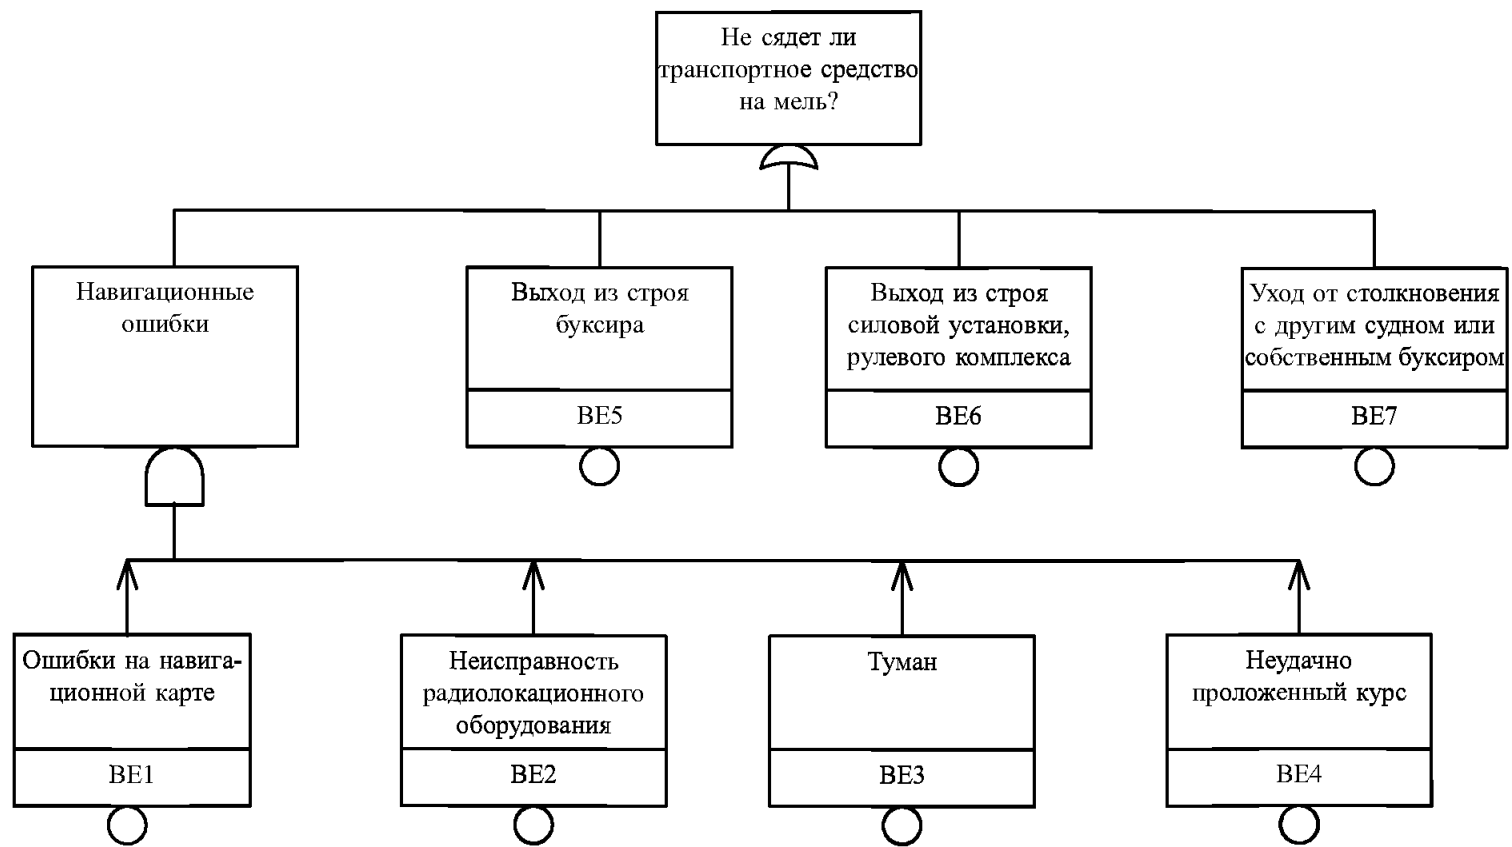 Не сядет ли
транспортное средство
на мель?
Навигационные
ошибки
Выход из строя
буксира
BE5
Выход из строя
силовой установки,
рулевого комплекса
BE6
Уход от столкновения
с другим судном или
собственным буксиром
BE7
Ошибки на навига-
ционной карте
BE1
Неисправность
радиолокационного
оборудования
BE2
Туман
BE3
Неудачно
проложенный курс
BE4